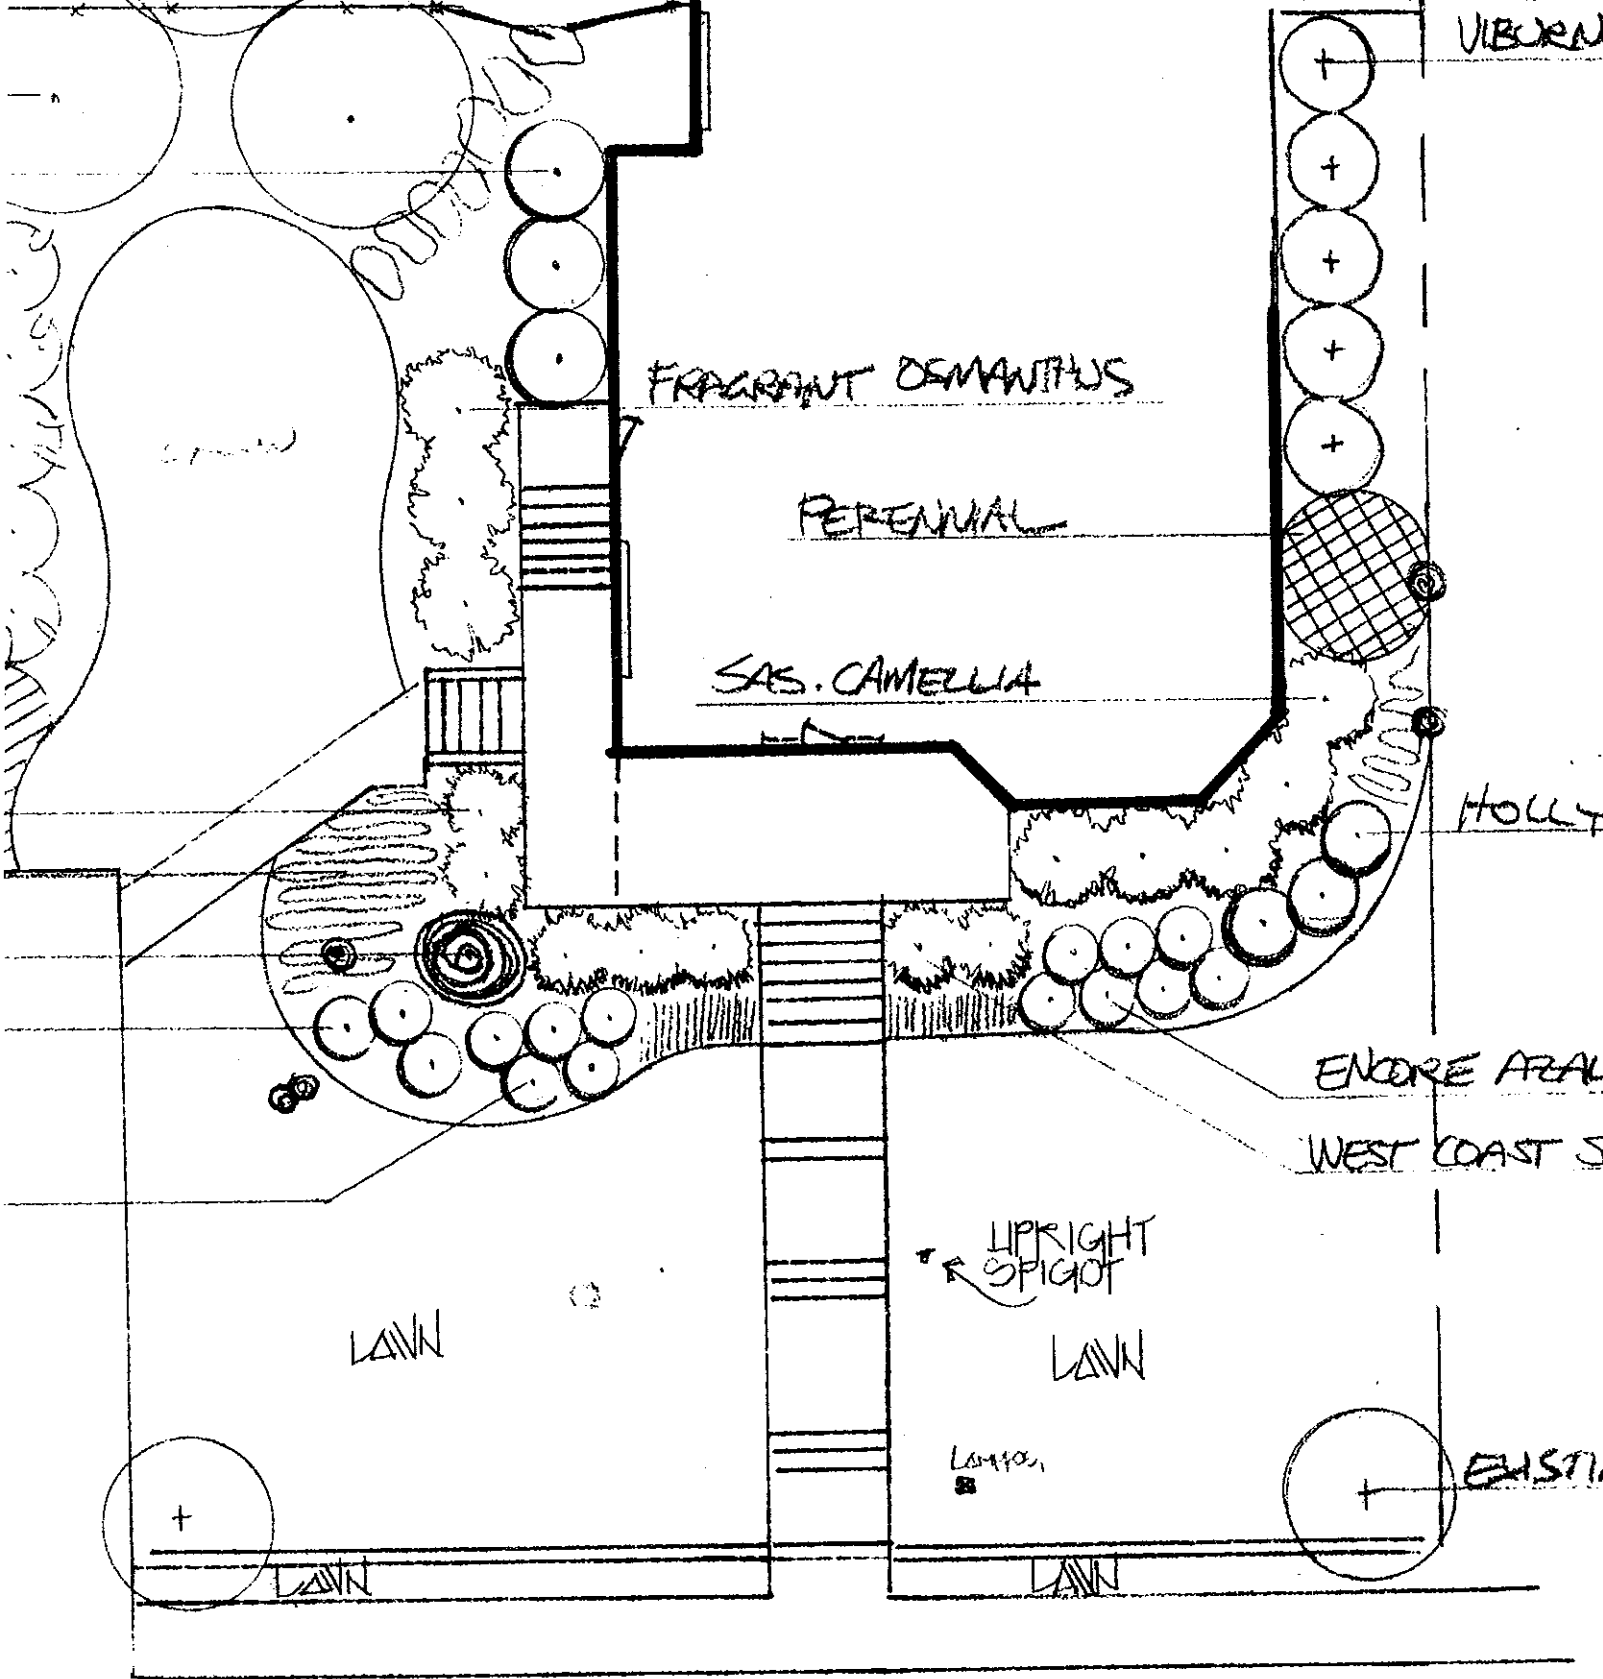 VIBURN
FRAGRANT OSMANTHUS
PERENNIAL
SAS. CAMELLIA
HOLLY
ENCORE AZAL
WEST COAST S
UPRIGHT
SPIGOT
LAWN
LAWN
EXISTI
LAWN
LAWN